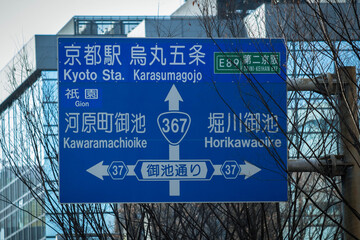 京都駅 烏丸五条
Kyoto Sta. Karasumagojo
E89 第二京阪
祇園
Gion
河原町御池 367 堀川御池
Kawaramachioike Horikawaoike
37 御池通り 37